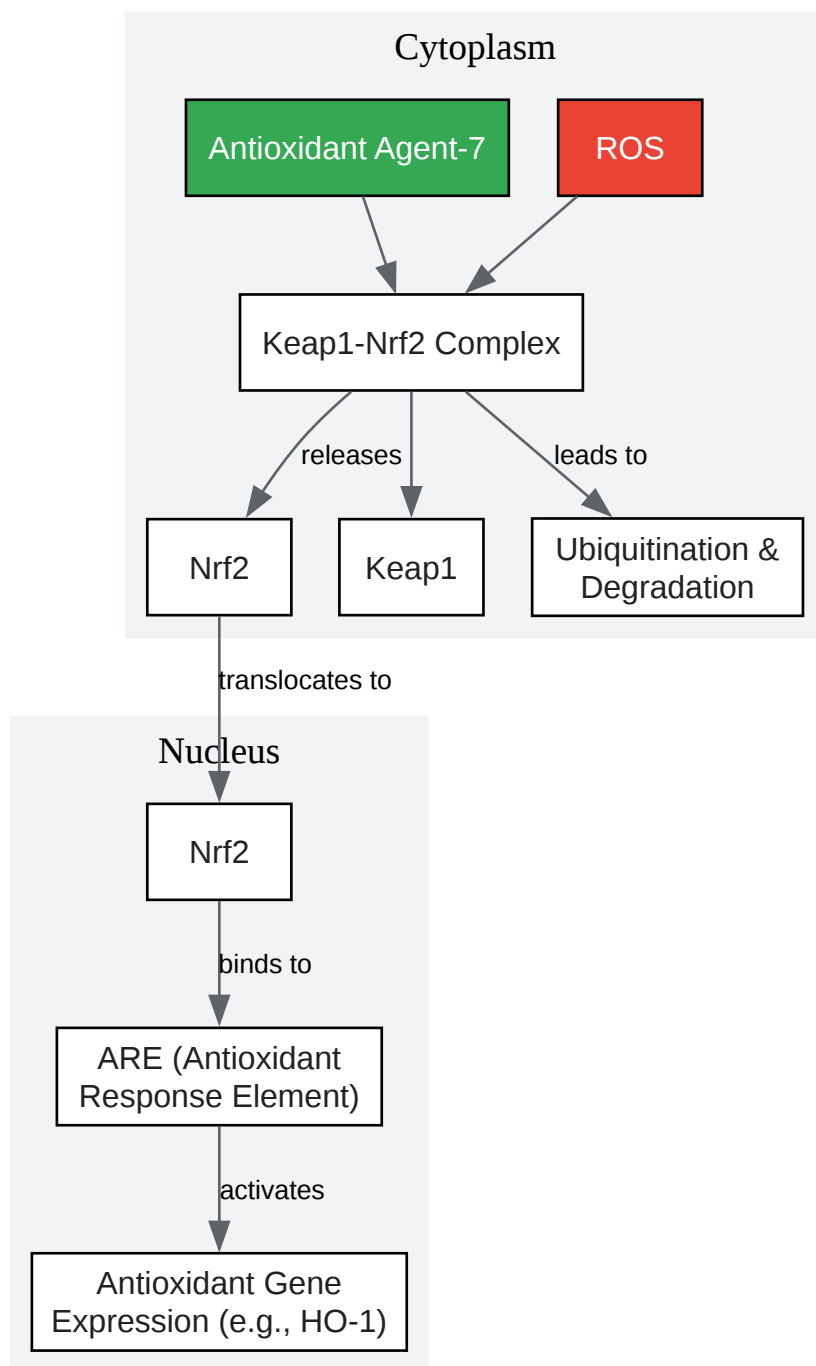 Cytoplasm
Antioxidant Agent-7
ROS
Keap1-Nrf2 Complex
releases
leads to
Nrf2
Keap1
Ubiquitination &
Degradation
translocates to
Nucleus
Nrf2
binds to
ARE (Antioxidant
Response Element)
activates
Antioxidant Gene
Expression (e.g., HO-1)